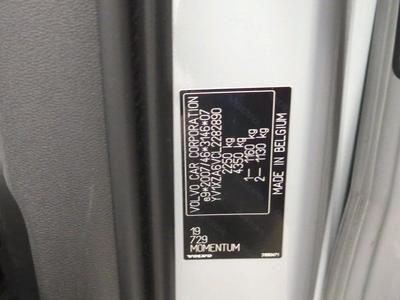 VOLVO CAR CORPORATION
e9*2007/46*3146*07
YV1XZA6VCL2282890
2250 kg
4350 kg
1— 1160 kg
2— 1130 kg
MADE IN BELGIUM
19
729
MOMENTUM
VOLVO